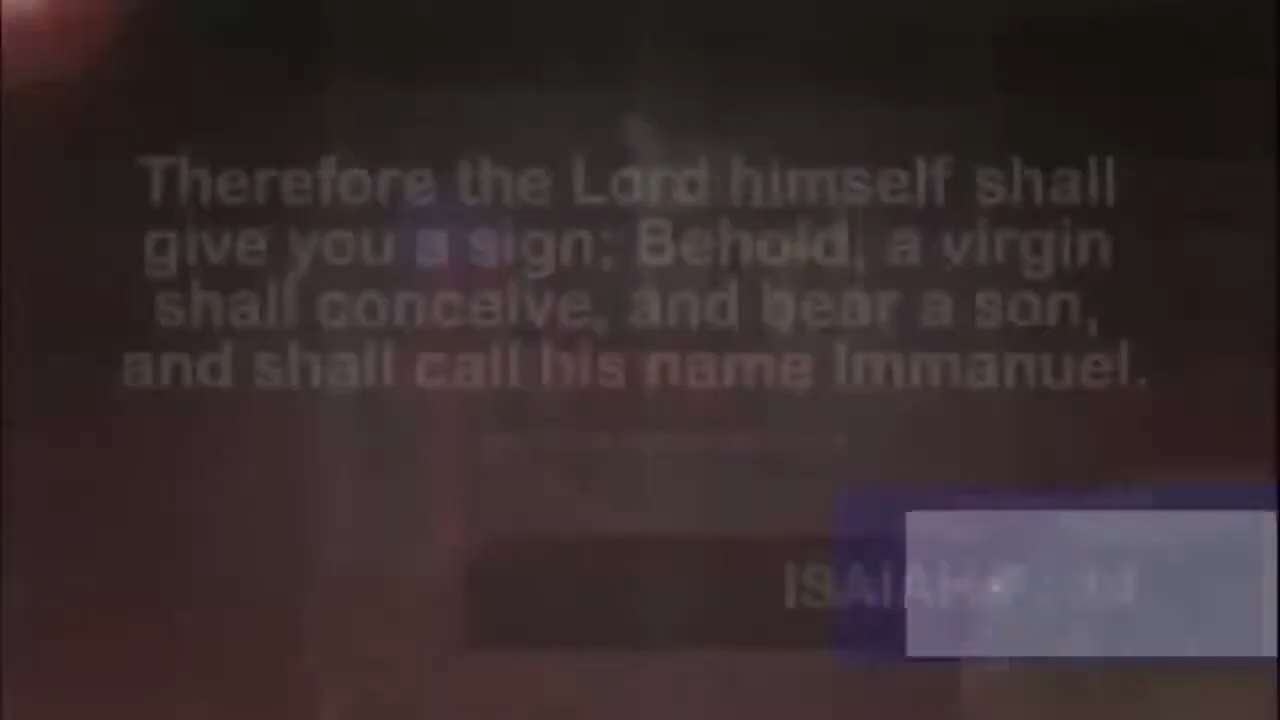 Therefore the Lord himself shall
give you a sign; Behold, a virgin
shall conceive, and bear a son,
and shall call his name Immanuel.
ISAIAH